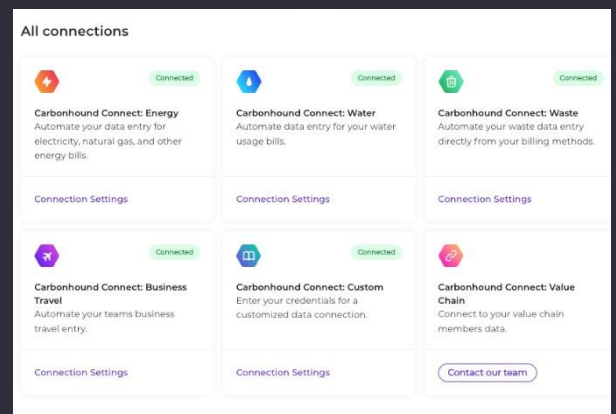 All connections
Connected
Carbonhound Connect: Energy
Automate your data entry for
electricity, natural gas, and other
energy bills.
Connection Settings
Connected
Carbonhound Connect: Water
Automate data entry for your water
usage bills.
Connection Settings
Connected
Carbonhound Connect: Waste
Automate your waste data entry
directly from your billing methods.
Connection Settings
Connected
Carbonhound Connect: Business
Travel
Automate your teams business
travel entry.
Connection Settings
Connected
Carbonhound Connect: Custom
Enter your credentials for a
customized data connection.
Connection Settings
Carbonhound Connect: Value
Chain
Connect to your value chain
members data.
Contact our team